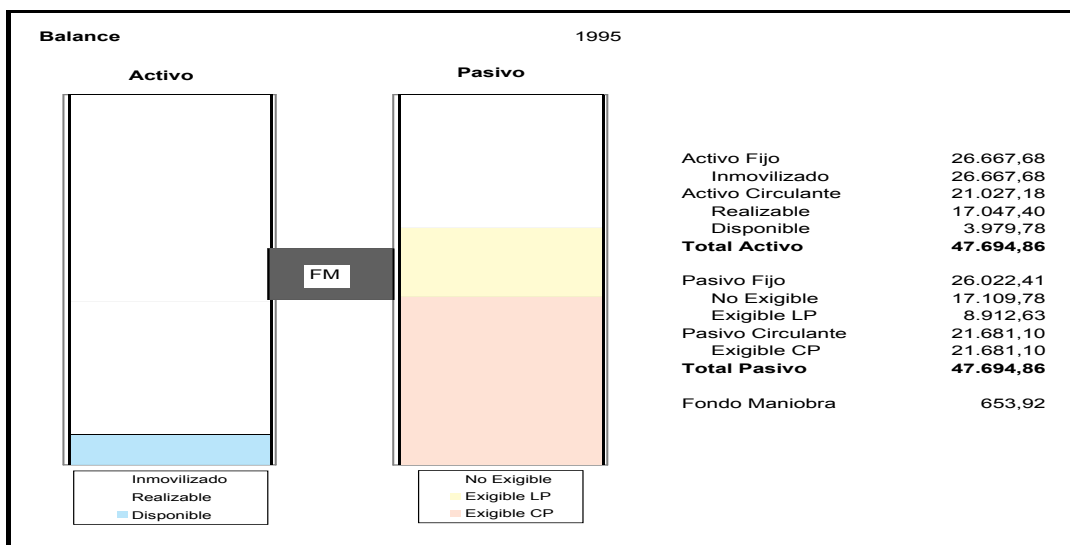 Balance 1995
Activo
Pasivo
FM
Inmovilizado
Realizable
Disponible
No Exigible
Exigible LP
Exigible CP
Activo Fijo 26.667,68
Inmovilizado 26.667,68
Activo Circulante 21.027,18
Realizable 17.047,40
Disponible 3.979,78
Total Activo 47.694,86
Pasivo Fijo 26.022,41
No Exigible 17.109,78
Exigible LP 8.912,63
Pasivo Circulante 21.681,10
Exigible CP 21.681,10
Total Pasivo 47.694,86
Fondo Maniobra 653,92